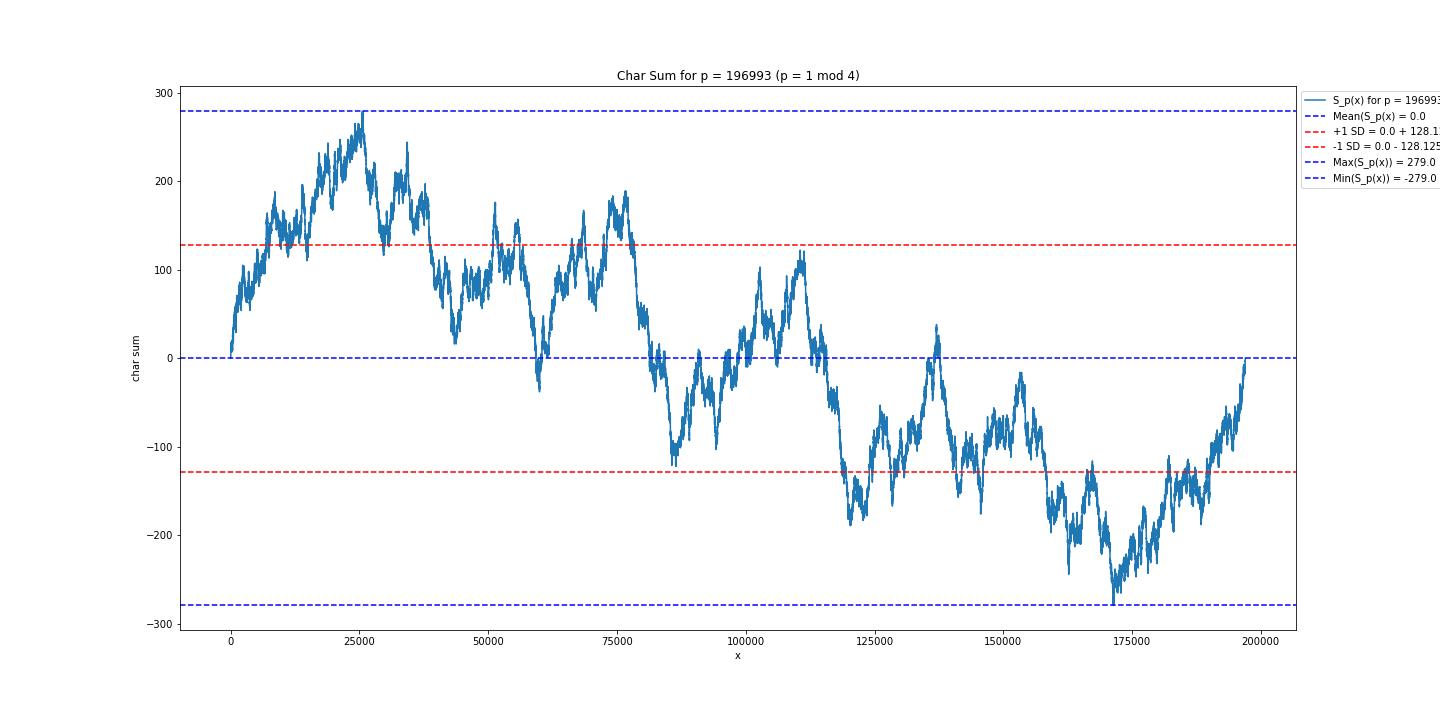 Char Sum for p = 196993 (p = 1 mod 4)
300
200
100
0
−100
−200
−300
char sum
0
25000
50000
75000
100000
125000
150000
175000
200000
x
S_p(x) for p = 196993
Mean(S_p(x) = 0.0
+1 SD = 0.0 + 128.1
-1 SD = 0.0 - 128.125
Max(S_p(x)) = 279.0
Min(S_p(x)) = -279.0